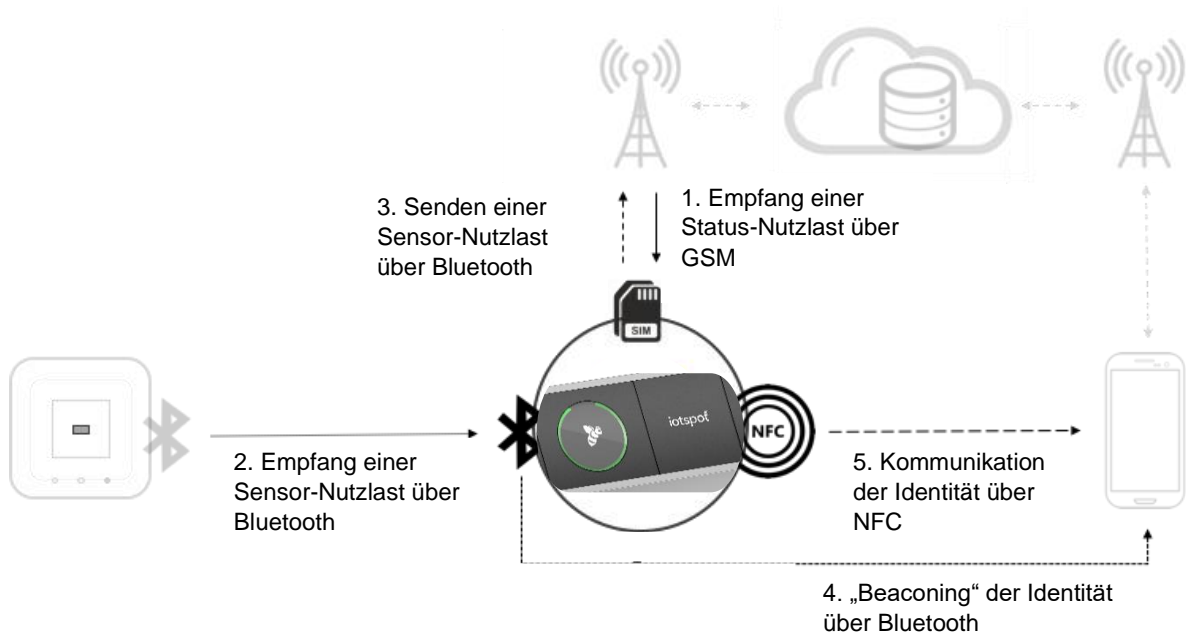 3. Senden einer
Sensor-Nutzlast
über Bluetooth
1. Empfang einer
Status-Nutzlast über
GSM
SIM
iotspot
NFC
2. Empfang einer
Sensor-Nutzlast über
Bluetooth
5. Kommunikation
der Identität über
NFC
4. „Beaconing“ der Identität
über Bluetooth